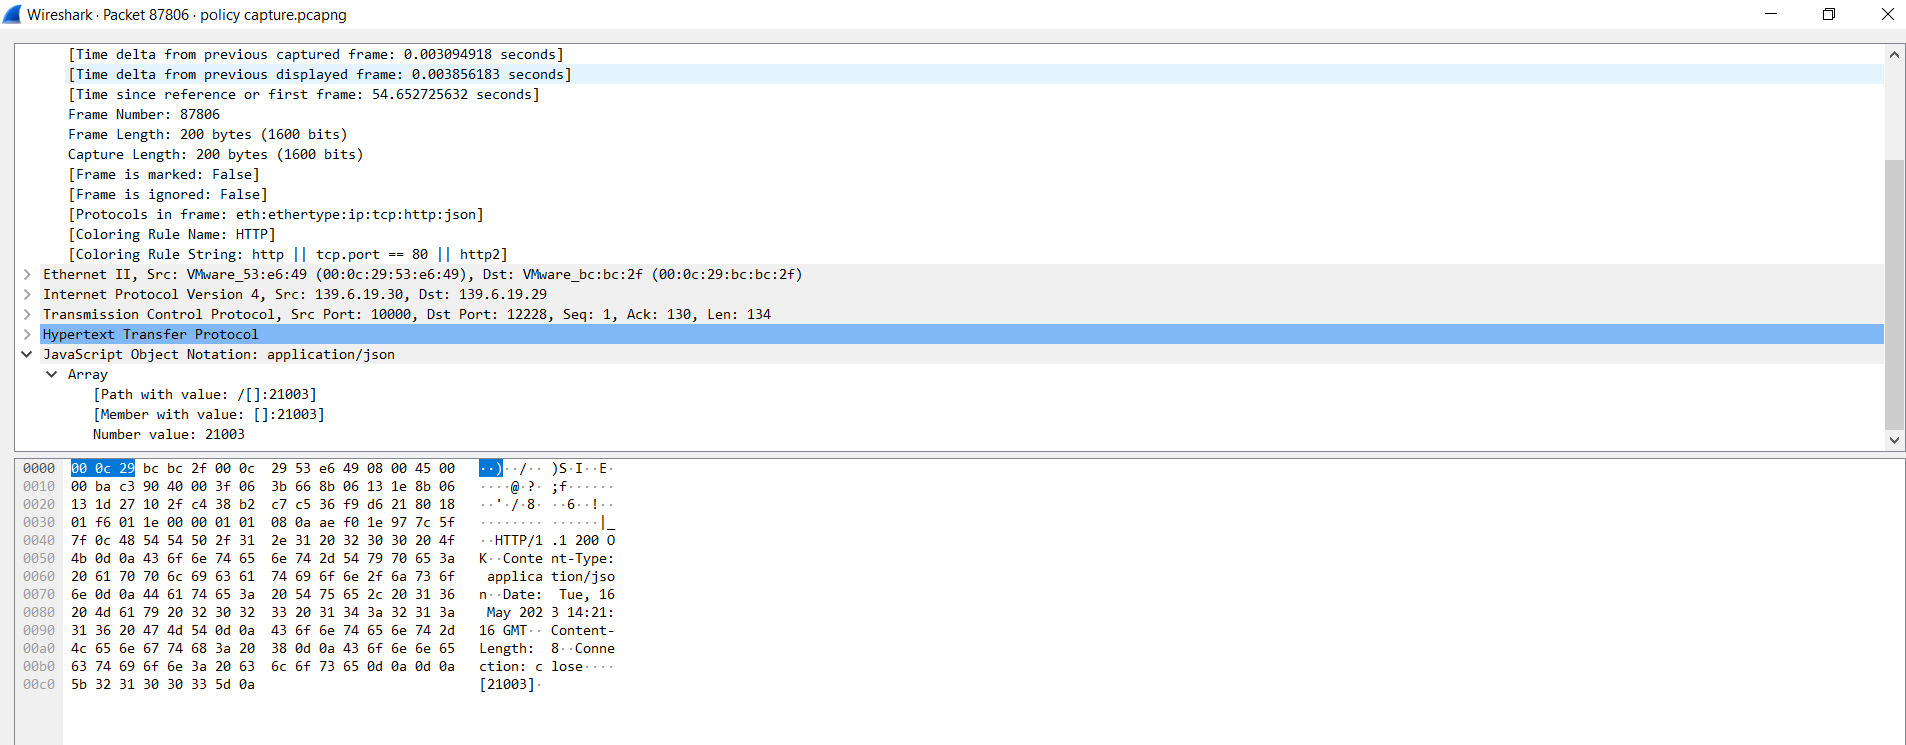 Wireshark · Packet 87806 · policy capture.pcapng
[Time delta from previous captured frame: 0.003094918 seconds]
[Time delta from previous displayed frame: 0.003856183 seconds]
[Time since reference or first frame: 54.652725632 seconds]
Frame Number: 87806
Frame Length: 200 bytes (1600 bits)
Capture Length: 200 bytes (1600 bits)
[Frame is marked: False]
[Frame is ignored: False]
[Protocols in frame: eth:ethertype:ip:tcp:http:json]
[Coloring Rule Name: HTTP]
[Coloring Rule String: http || tcp.port == 80 || http2]
Ethernet II, Src: VMware_53:e6:49 (00:0c:29:53:e6:49), Dst: VMware_bc:bc:2f (00:0c:29:bc:bc:2f)
Internet Protocol Version 4, Src: 139.6.19.30, Dst: 139.6.19.29
Transmission Control Protocol, Src Port: 10000, Dst Port: 12228, Seq: 1, Ack: 130, Len: 134
Hypertext Transfer Protocol
JavaScript Object Notation: application/json
Array
[Path with value: /[]:21003]
[Member with value: []:21003]
Number value: 21003
0000 00 0c 29 bc bc 2f 00 0c 29 53 e6 49 08 00 45 00 ··)··/·· )S·I··E·
0010 00 ba c3 90 40 00 3f 06 3b 66 8b 06 13 1e 8b 06 ····@·?· ;f······
0020 13 1d 27 10 2f c4 38 b2 c7 c5 36 f9 d6 21 80 18 ··'·/·8· ··6··!··
0030 01 f6 01 1e 00 00 01 01 08 0a ae f0 1e 97 7c 5f ········ ······|_
0040 7f 0c 48 54 54 50 2f 31 2e 31 20 32 30 30 20 4f ··HTTP/1 .1 200 O
0050 4b 0d 0a 43 6f 6e 74 65 6e 74 2d 54 79 70 65 3a K··Conte nt-Type:
0060 20 61 70 70 6c 69 63 61 74 69 6f 6e 2f 6a 73 6f applica tion/jso
0070 6e 0d 0a 44 61 74 65 3a 20 54 75 65 2c 20 31 36 n··Date: Tue, 16
0080 20 4d 61 79 20 32 30 32 33 20 31 34 3a 32 31 3a May 202 3 14:21:
0090 31 36 20 47 4d 54 0d 0a 43 6f 6e 74 65 6e 74 2d 16 GMT·· Content-
00a0 4c 65 6e 67 74 68 3a 20 38 0d 0a 43 6f 6e 6e 65 Length: 8··Conne
00b0 63 74 69 6f 6e 3a 20 63 6c 6f 73 65 0d 0a 0d 0a ction: c lose····
00c0 5b 32 31 30 30 33 5d 0a [21003]·